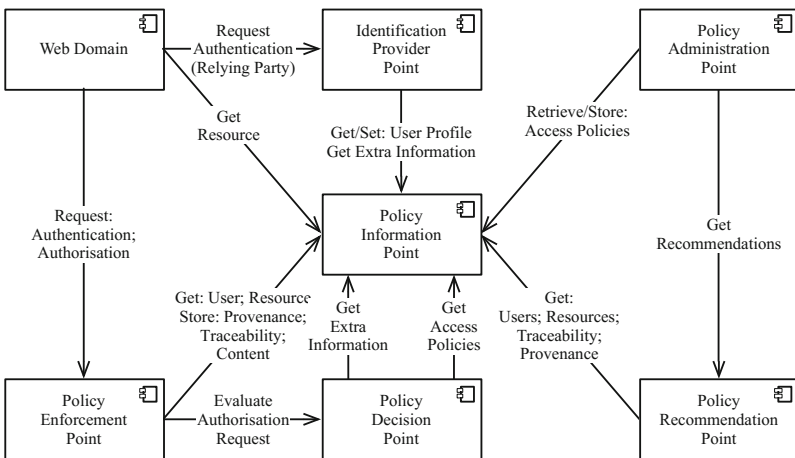 Web Domain
Request
Authentication
(Relying Party)
Identification
Provider
Point
Policy
Administration
Point
Get
Resource
Get/Set: User Profile
Get Extra Information
Retrieve/Store:
Access Policies
Request:
Authentication;
Authorisation
Policy
Information
Point
Get
Recommendations
Get: User; Resource
Store: Provenance;
Traceability;
Content
Get
Extra
Information
Get
Access
Policies
Get:
Users; Resources;
Traceability;
Provenance
Policy
Enforcement
Point
Evaluate
Authorisation
Request
Policy
Decision
Point
Policy
Recommendation
Point